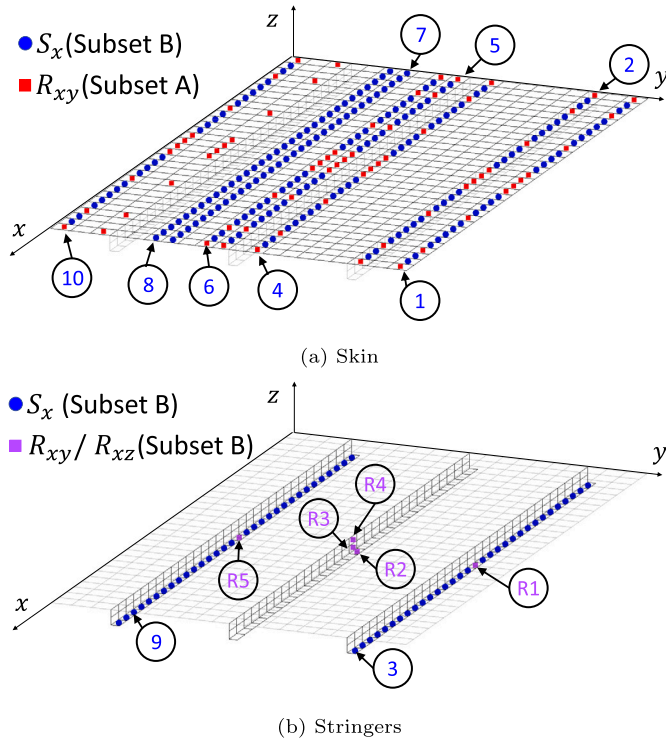 z
7
5
2
y
S_x (Subset B)
R_xy (Subset A)
x
10
8
6
4
1
(a) Skin
z
y
S_x (Subset B)
R_xy / R_xz (Subset B)
R4
R3
R2
R5
R1
x
9
3
(b) Stringers